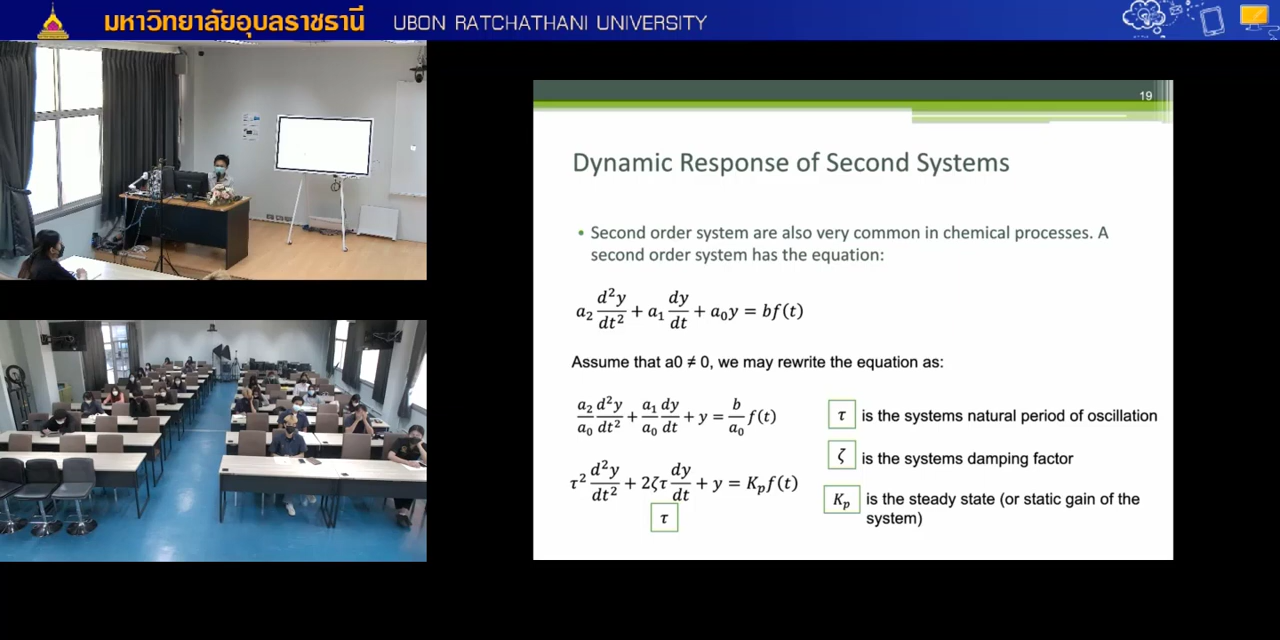 มหาวิทยาลัยอุบลราชธานี UBON RATCHATHANI UNIVERSITY
19
Dynamic Response of Second Systems
• Second order system are also very common in chemical processes. A
second order system has the equation:
a₂ d²y/dt² + a₁ dy/dt + a₀y = bf(t)
Assume that a0 ≠ 0, we may rewrite the equation as:
a₂/a₀ d²y/dt² + a₁/a₀ dy/dt + y = b/a₀ f(t)
τ² d²y/dt² + 2ζτ dy/dt + y = Kₚf(t)
τ
τ is the systems natural period of oscillation
ζ is the systems damping factor
Kₚ is the steady state (or static gain of the
system)